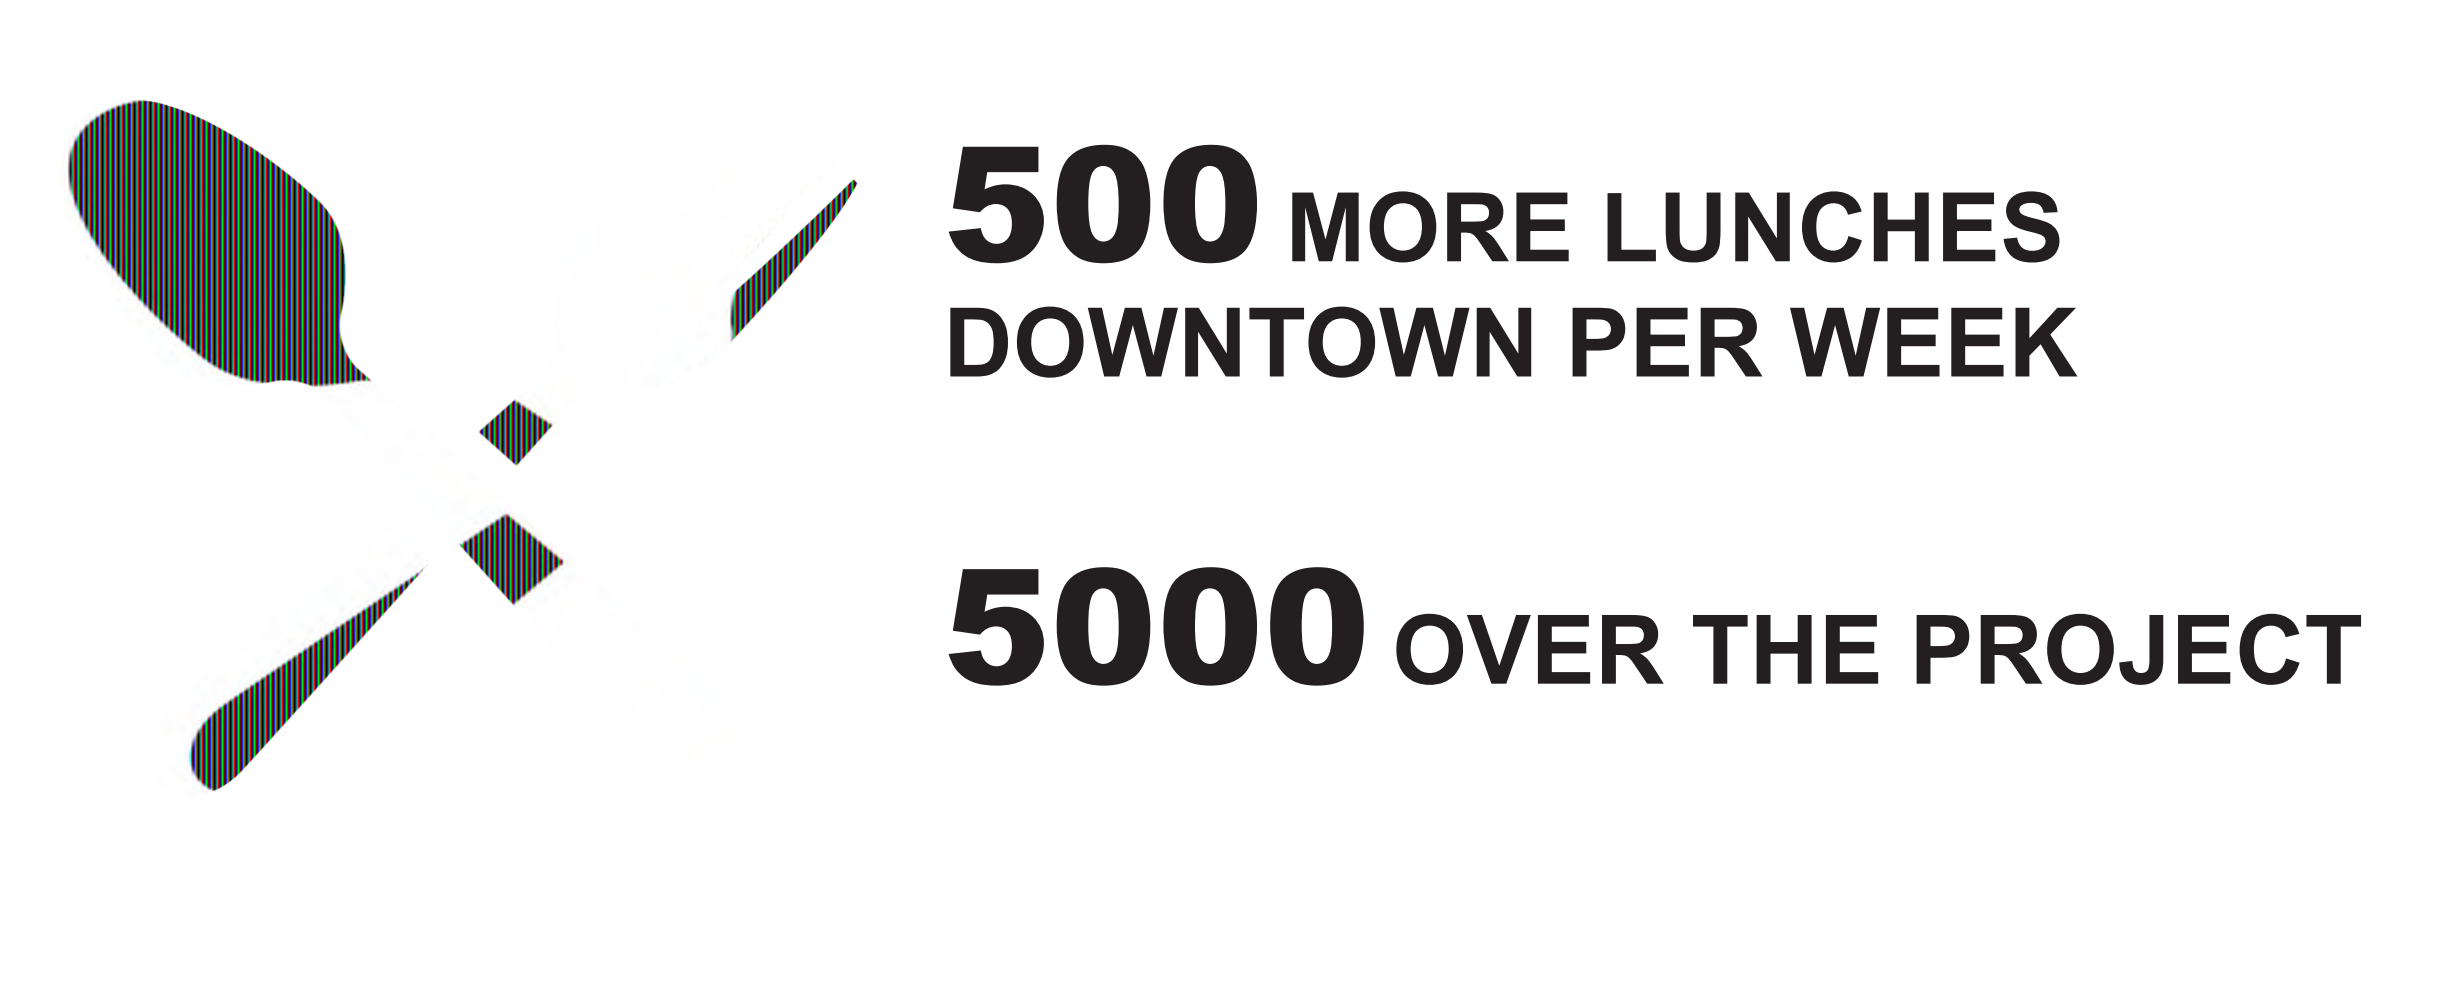 500 MORE LUNCHES
DOWNTOWN PER WEEK
5000 OVER THE PROJECT